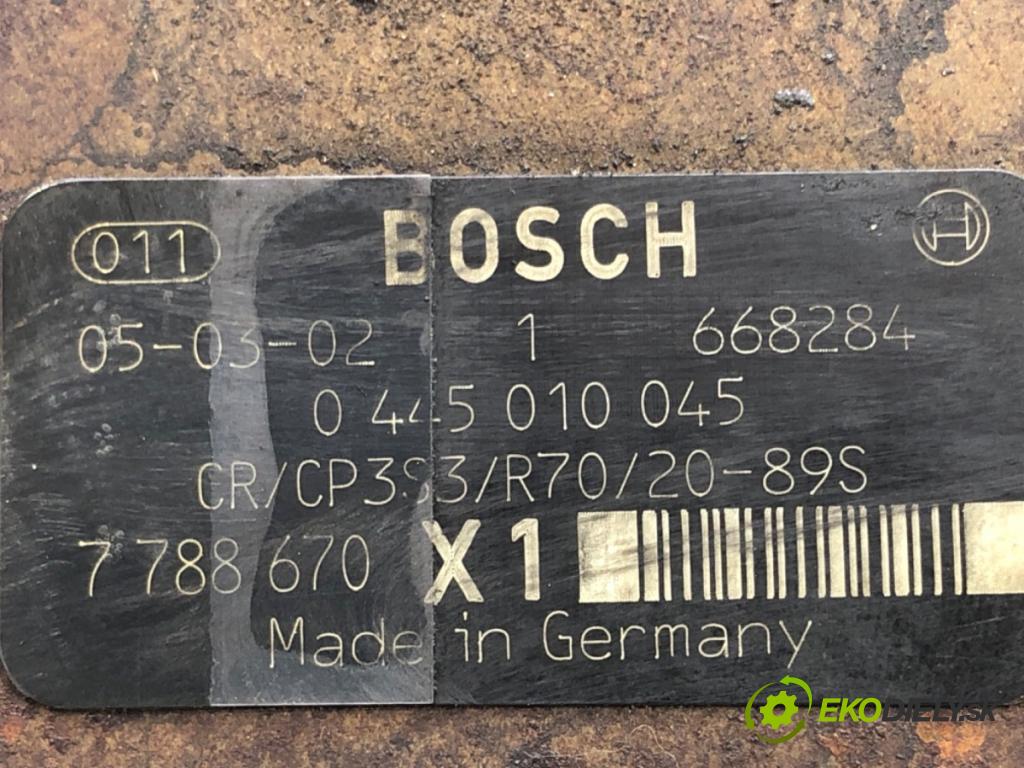 011 BOSCH
05-03-02 1 668284
0 445 010 045
CR/CP3S3/R70/20-89S
7 788 670 X1
Made in Germany
EKODIELY.SK